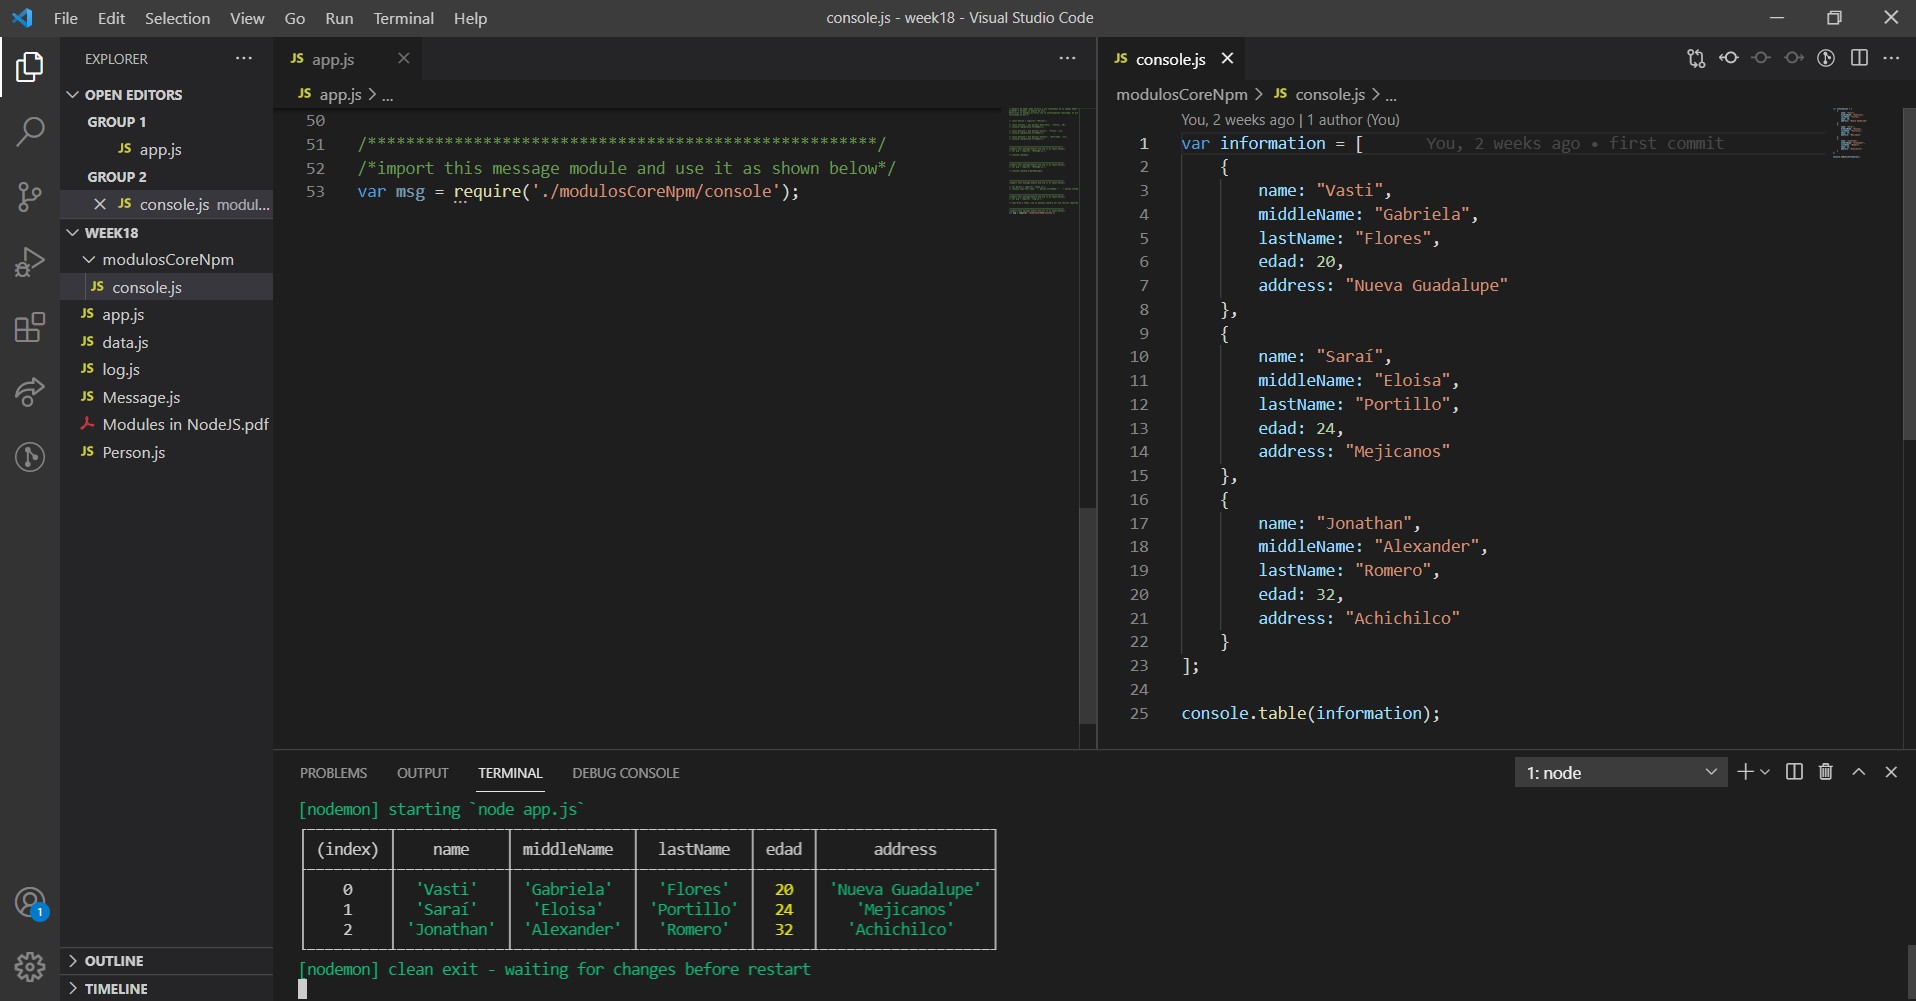 File Edit Selection View Go Run Terminal Help
console.js - week18 - Visual Studio Code
EXPLORER
OPEN EDITORS
GROUP 1
JS app.js
GROUP 2
JS console.js modul...
WEEK18
modulosCoreNpm
JS console.js
JS app.js
JS data.js
JS log.js
JS Message.js
Modules in NodeJS.pdf
JS Person.js
OUTLINE
TIMELINE
1
JS app.js
JS app.js > ...
50
51 /*****************************************************/
52 /*import this message module and use it as shown below*/
53 var msg = require('./modulosCoreNpm/console');
JS console.js
modulosCoreNpm > JS console.js > ...
You, 2 weeks ago | 1 author (You)
1 var information = [ You, 2 weeks ago • first commit
2 {
3 name: "Vasti",
4 middleName: "Gabriela",
5 lastName: "Flores",
6 edad: 20,
7 address: "Nueva Guadalupe"
8 },
9 {
10 name: "Saraí",
11 middleName: "Eloisa",
12 lastName: "Portillo",
13 edad: 24,
14 address: "Mejicanos"
15 },
16 {
17 name: "Jonathan",
18 middleName: "Alexander",
19 lastName: "Romero",
20 edad: 32,
21 address: "Achichilco"
22 }
23 ];
24
25 console.table(information);
PROBLEMS OUTPUT TERMINAL DEBUG CONSOLE
1: node
[nodemon] starting `node app.js`
(index) name middleName lastName edad address
0 'Vasti' 'Gabriela' 'Flores' 20 'Nueva Guadalupe'
1 'Saraí' 'Eloisa' 'Portillo' 24 'Mejicanos'
2 'Jonathan' 'Alexander' 'Romero' 32 'Achichilco'
[nodemon] clean exit - waiting for changes before restart